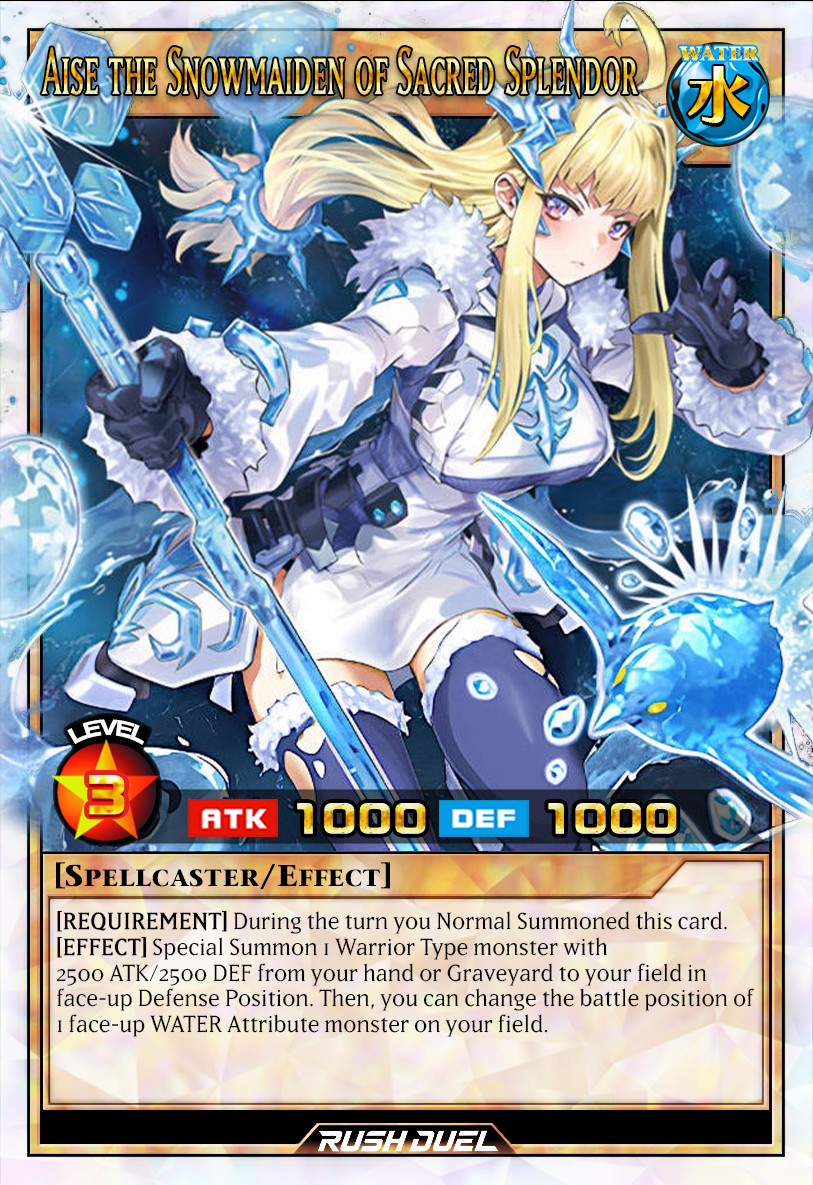 Aise the Snowmaiden of Sacred Splendor
WATER
水
LEVEL
3
ATK 1000 DEF 1000
[Spellcaster/Effect]
[REQUIREMENT] During the turn you Normal Summoned this card.
[EFFECT] Special Summon 1 Warrior Type monster with
2500 ATK/2500 DEF from your hand or Graveyard to your field in
face-up Defense Position. Then, you can change the battle position of
1 face-up WATER Attribute monster on your field.
RUSH DUEL